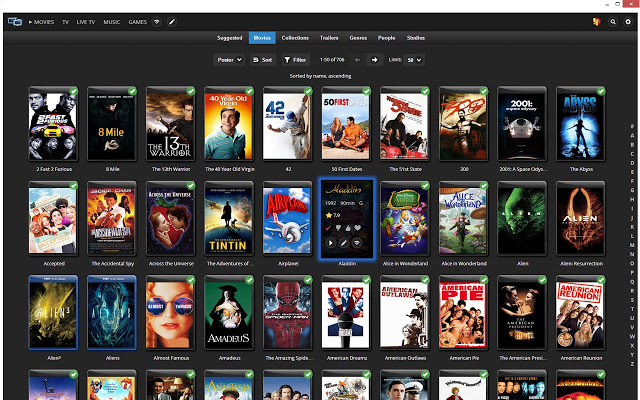 MOVIES TV LIVE TV MUSIC GAMES
Suggested Movies Collections Trailers Genres People Studios
Poster Sort Filter 1-50 of 706 Limit: 50
Sorted by name, ascending
2 FAST 2 FURIOUS 8 Mile THE 13TH WARRIOR 40 YEAR OLD VIRGIN 42 50 FIRST DATES 300 2001: THE ABYSS
2 Fast 2 Furious 8 Mile The 13th Warrior The 40 Year Old Virgin 42 50 First Dates The 51st State 300 2001: A Space Odys... The Abyss
ACROSS THE UNIVERSE TINTIN AIRPLANE! Aladdin ALICE IN WONDERLAND ALIEN ALIEN
JACKIE CHAN
1992 90min G
7.9
Accepted The Accidental Spy Across the Universe The Adventures of ... Airplane! Aladdin Alice in Wonderland Alice in Wonderland Alien Alien Resurrection
ALIEN³ ALIENS ALMOST FAMOUS AMADEUS SPIDER-MAN AMERICAN OUTLAWS AMERICAN PIE AMERICAN PRESIDENT AMERICAN REUNION
Alien³ Aliens Almost Famous Amadeus The Amazing Spide... American Dreamz American Outlaws American Pie The American Presi... American Reunion
#
A
B
C
D
E
F
G
H
I
J
K
L
M
N
O
P
Q
R
S
T
U
V
W
X
Y
Z